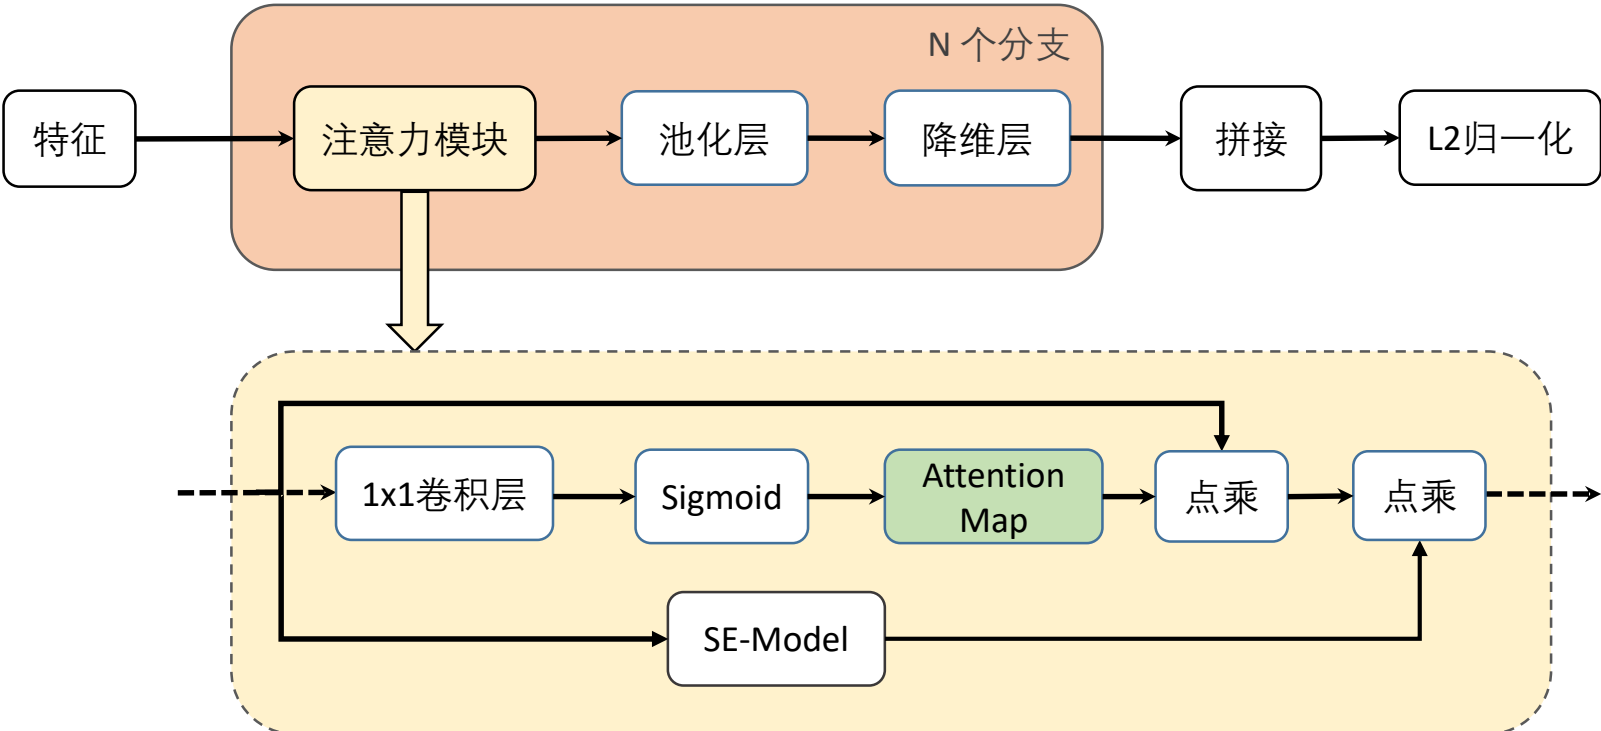 N 个分支
特征
注意力模块
池化层
降维层
拼接
L2归一化
1x1卷积层
Sigmoid
Attention
Map
点乘
点乘
SE-Model